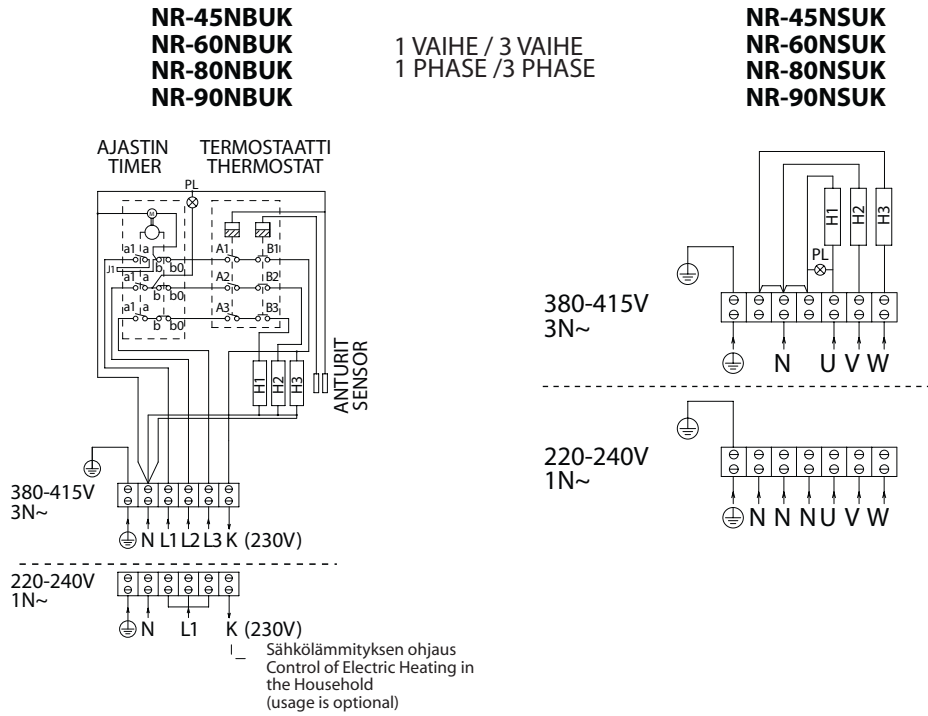 NR-45NBUK
NR-60NBUK
NR-80NBUK
NR-90NBUK
1 VAIHE / 3 VAIHE
1 PHASE /3 PHASE
NR-45NSUK
NR-60NSUK
NR-80NSUK
NR-90NSUK
AJASTIN
TIMER
TERMOSTAATTI
THERMOSTAT
PL
M
a1 a b b0 A1 B1
J1
a1 a b b0 A2 B2
a1 a b b0 A3 B3
H1 H2 H3
ANTURIT
SENSOR
380-415V
3N~
N L1 L2 L3 K (230V)
220-240V
1N~
N L1 K (230V)
Sähkölämmityksen ohjaus
Control of Electric Heating in
the Household
(usage is optional)
H1 H2 H3
PL
380-415V
3N~
N U V W
220-240V
1N~
N N N U V W